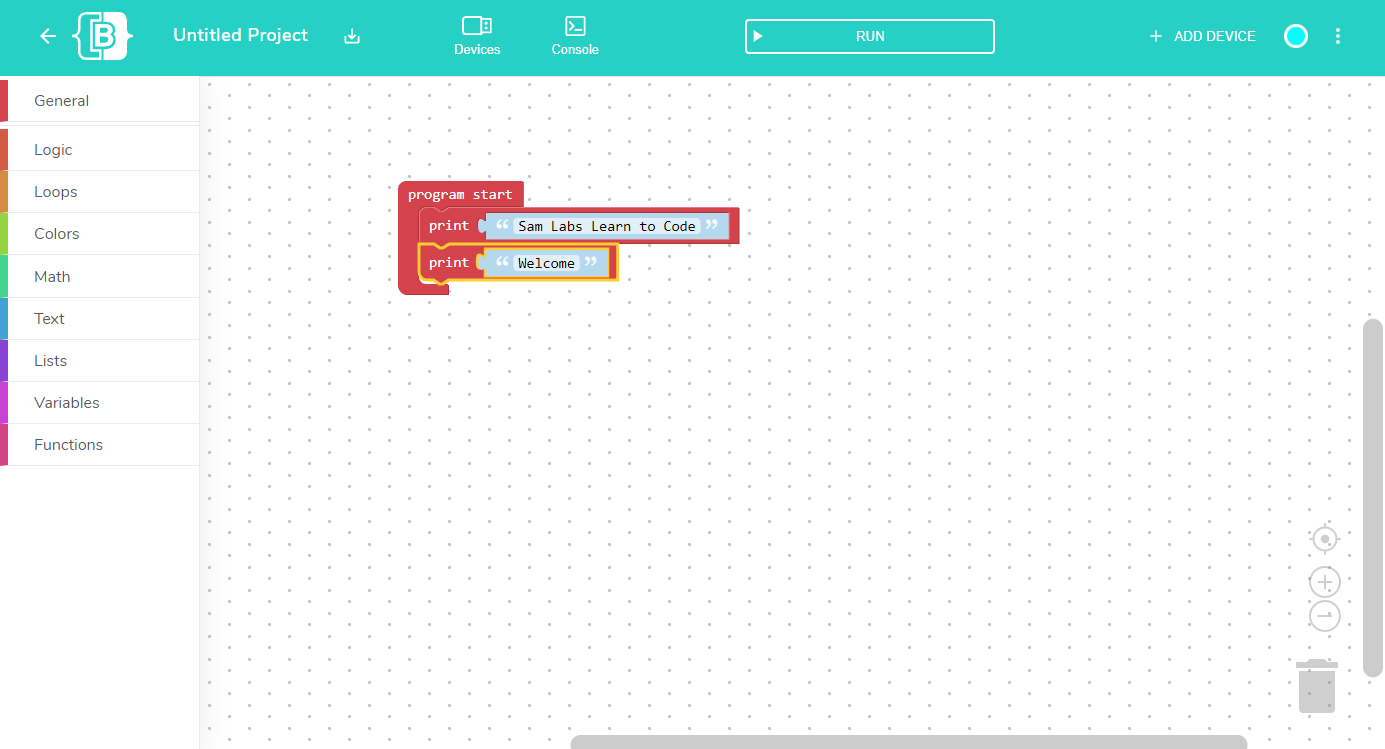 B
Untitled Project
Devices
Console
RUN
+ ADD DEVICE
General
Logic
Loops
Colors
Math
Text
Lists
Variables
Functions
program start
print “ Sam Labs Learn to Code ”
print “ Welcome ”